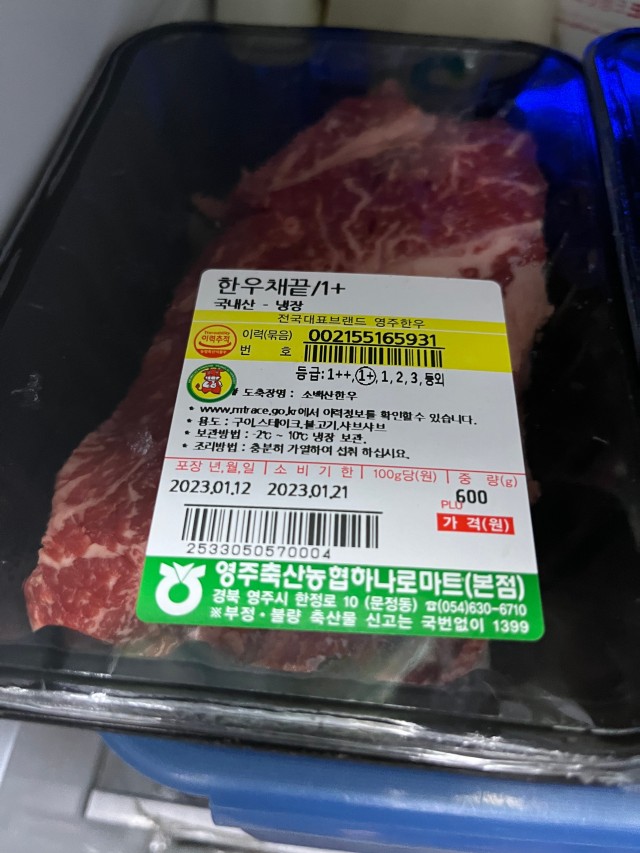 한우채끝/1+
국내산 - 냉장
전국대표브랜드 영주한우
이력추적
이력(묶음) 번 호
002155165931
등급:1++,1+,1,2,3,등외
도축장명 : 소백산한우
* www.mtrace.go.kr에서 이력정보를 확인할수 있습니다.
* 용도 : 구이,스테이크,불고기,샤브샤브
* 보관방법 : -2℃ ~ 10℃ 냉장 보관.
* 조리방법 : 충분히 가열하여 섭취 하십시요.
포장 년,월,일 소 비 기 한 100g당(원) 중 량(g)
2023.01.12 2023.01.21 600
PLU
가 격(원)
2533050570004
영주축산농협하나로마트(본점)
경북 영주시 한정로 10 (문정동) ☎(054)630-6710
※부정·불량 축산물 신고는 국번없이 1399